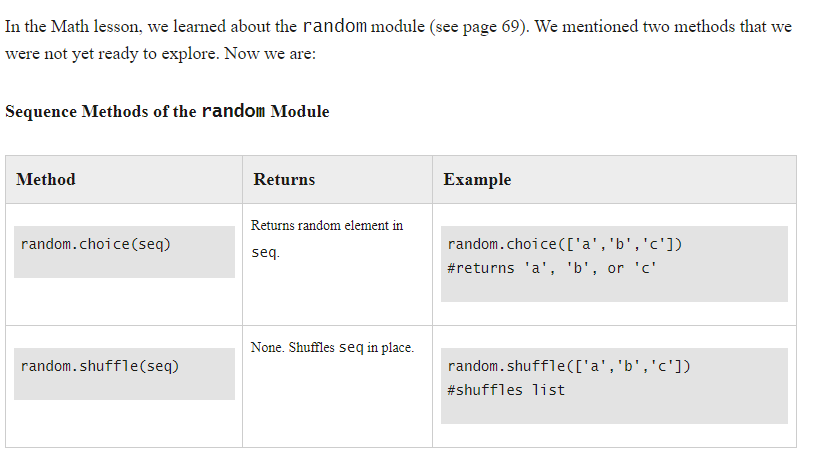 In the Math lesson, we learned about the random module (see page 69). We mentioned two methods that we
were not yet ready to explore. Now we are:
Sequence Methods of the random Module
Method Returns Example
random.choice(seq)
Returns random element in
seq.
random.choice(['a','b','c'])
#returns 'a', 'b', or 'c'
random.shuffle(seq)
None. Shuffles seq in place.
random.shuffle(['a','b','c'])
#shuffles list